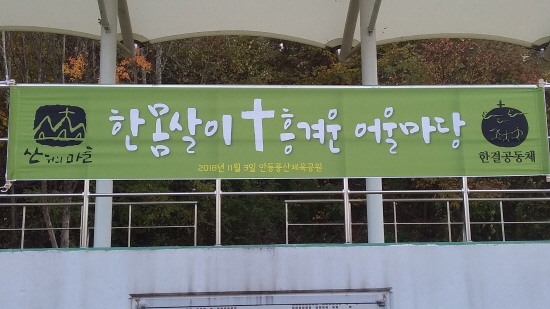 한몸살이 흥겨운 어울마당
산위의 마을
2018년 11월 3일 안동풍산체육공원
한결공동체